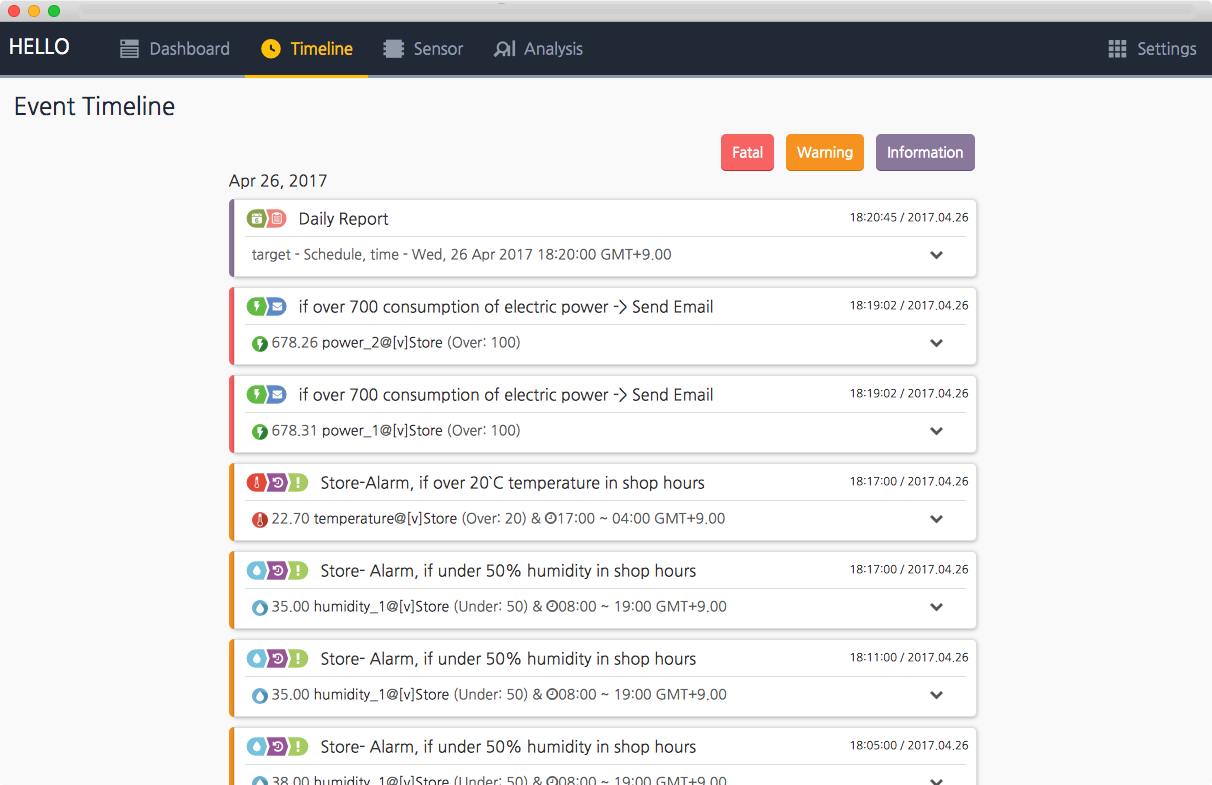 HELLO Dashboard Timeline Sensor Analysis Settings
Event Timeline
Fatal Warning Information
Apr 26, 2017
Daily Report 18:20:45 / 2017.04.26
target - Schedule, time - Wed, 26 Apr 2017 18:20:00 GMT+9.00
if over 700 consumption of electric power -> Send Email 18:19:02 / 2017.04.26
678.26 power_2@[v]Store (Over: 100)
if over 700 consumption of electric power -> Send Email 18:19:02 / 2017.04.26
678.31 power_1@[v]Store (Over: 100)
Store-Alarm, if over 20`C temperature in shop hours 18:17:00 / 2017.04.26
22.70 temperature@[v]Store (Over: 20) & 17:00 ~ 04:00 GMT+9.00
Store- Alarm, if under 50% humidity in shop hours 18:17:00 / 2017.04.26
35.00 humidity_1@[v]Store (Under: 50) & 08:00 ~ 19:00 GMT+9.00
Store- Alarm, if under 50% humidity in shop hours 18:11:00 / 2017.04.26
35.00 humidity_1@[v]Store (Under: 50) & 08:00 ~ 19:00 GMT+9.00
Store- Alarm, if under 50% humidity in shop hours 18:05:00 / 2017.04.26
38.00 humidity_1@[v]Store (Under: 50) & 08:00 ~ 19:00 GMT+9.00